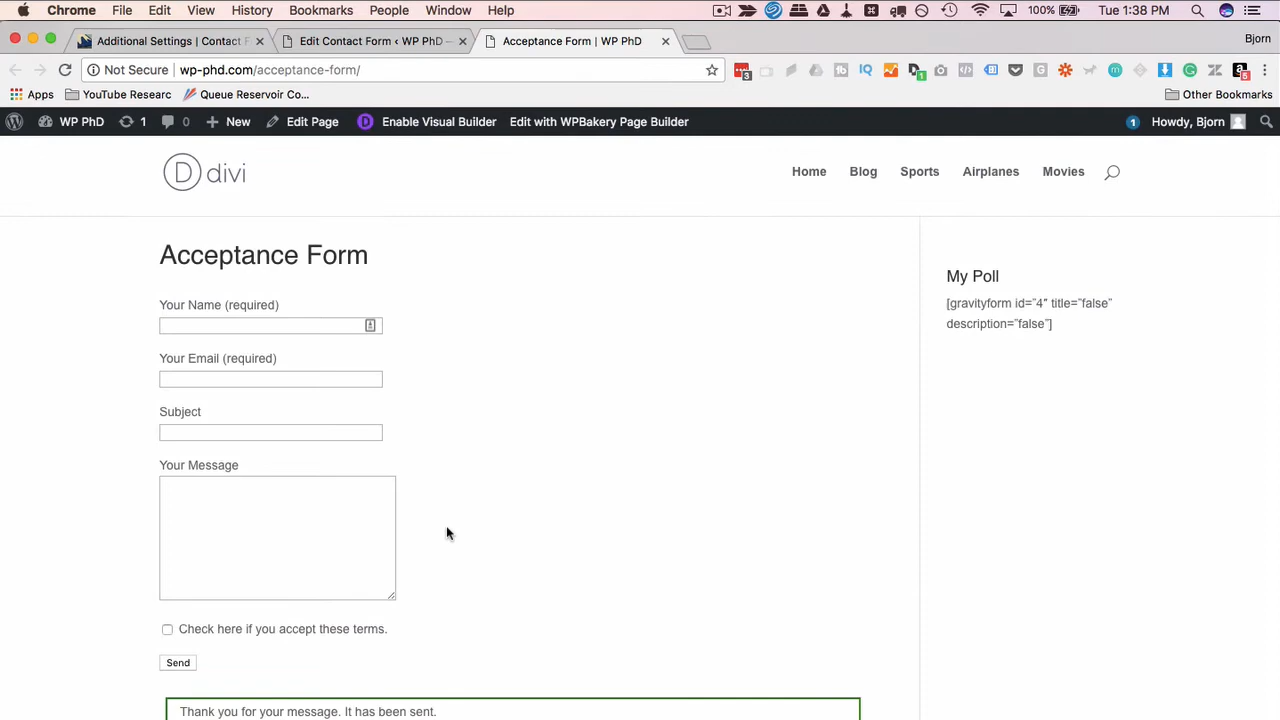 Chrome File Edit View History Bookmarks People Window Help 100% Tue 1:38 PM
Additional Settings | Contact F Edit Contact Form ‹ WP PhD — Acceptance Form | WP PhD Bjorn
Not Secure wp-phd.com/acceptance-form/
Apps YouTube Researc Queue Reservoir Co... Other Bookmarks
WP PhD 1 0 New Edit Page Enable Visual Builder Edit with WPBakery Page Builder 1 Howdy, Bjorn
D divi Home Blog Sports Airplanes Movies
Acceptance Form
Your Name (required)
Your Email (required)
Subject
Your Message
Check here if you accept these terms.
Send
Thank you for your message. It has been sent.
My Poll
[gravityform id=”4″ title=”false”
description=”false”]